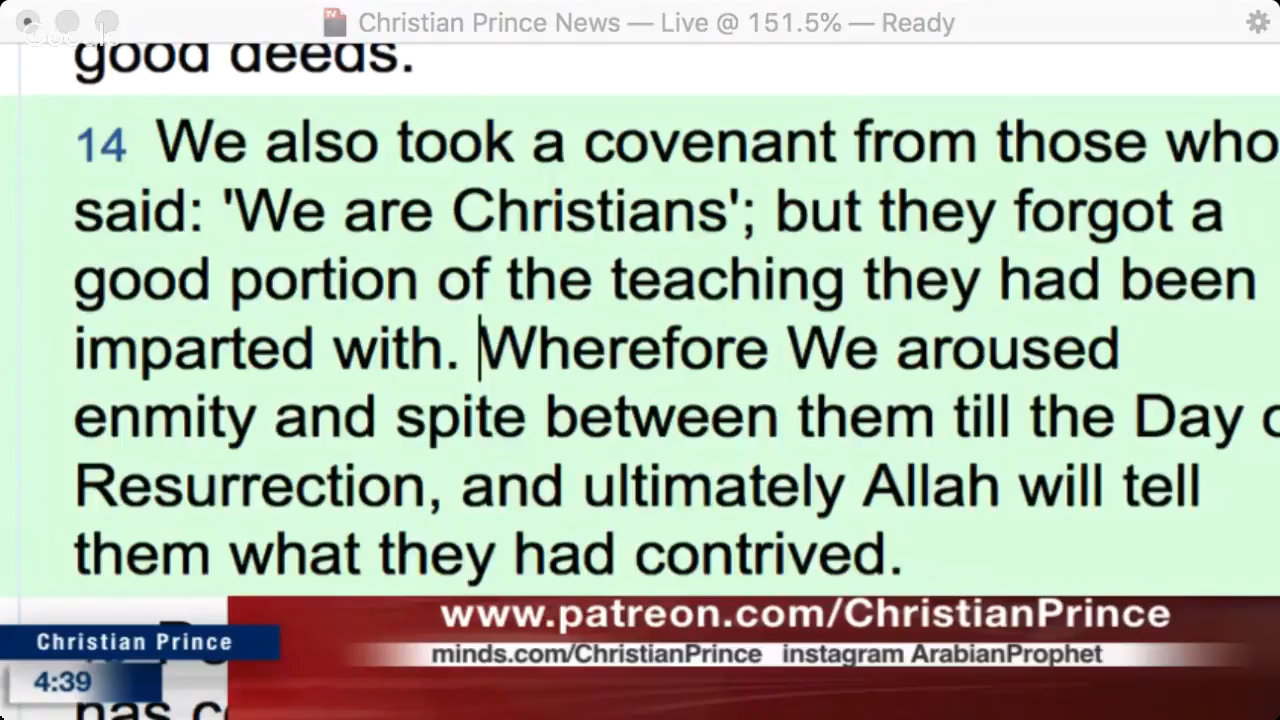 Christian Prince News — Live @ 151.5% — Ready
Google
good deeds.
14 We also took a covenant from those who
said: 'We are Christians'; but they forgot a
good portion of the teaching they had been
imparted with. Wherefore We aroused
enmity and spite between them till the Day
Resurrection, and ultimately Allah will tell
them what they had contrived.
www.patreon.com/ChristianPrince
Christian Prince
minds.com/ChristianPrince instagram ArabianProphet
4:39
has